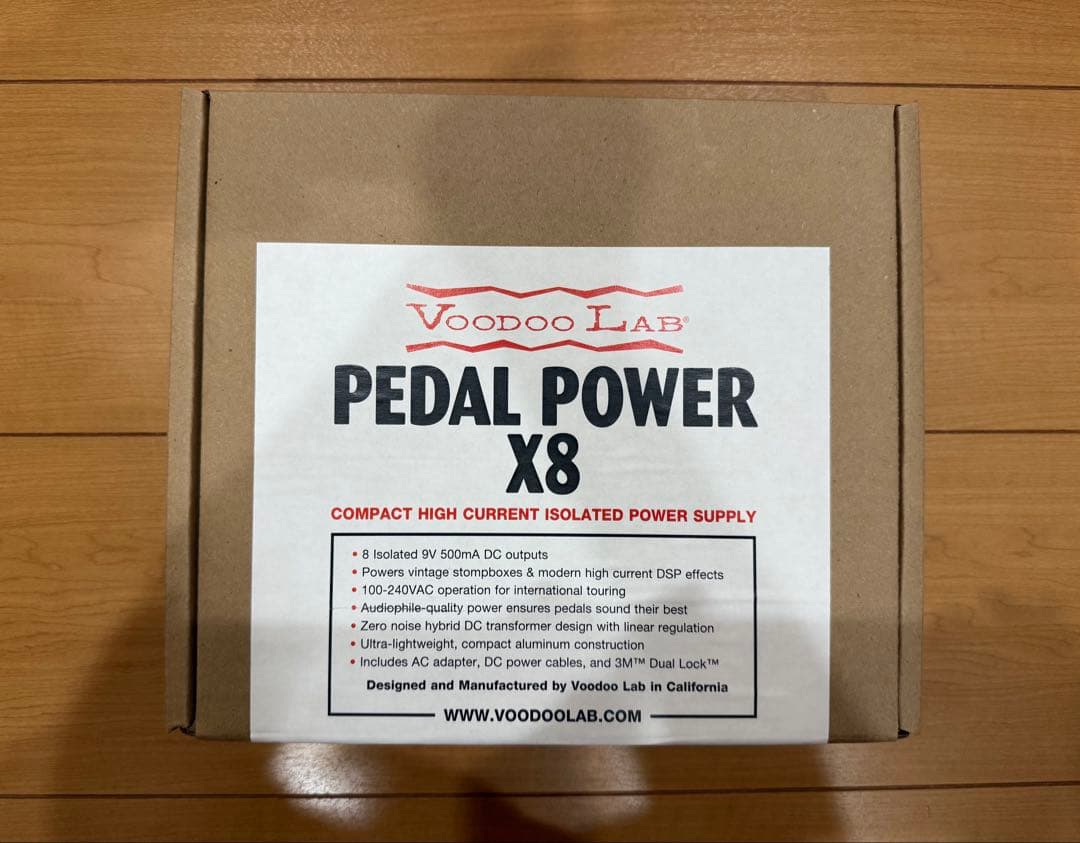 VOODOO LAB®
PEDAL POWER
X8
COMPACT HIGH CURRENT ISOLATED POWER SUPPLY
• 8 Isolated 9V 500mA DC outputs
• Powers vintage stompboxes & modern high current DSP effects
• 100-240VAC operation for international touring
• Audiophile-quality power ensures pedals sound their best
• Zero noise hybrid DC transformer design with linear regulation
• Ultra-lightweight, compact aluminum construction
• Includes AC adapter, DC power cables, and 3M™ Dual Lock™
Designed and Manufactured by Voodoo Lab in California
WWW.VOODOOLAB.COM